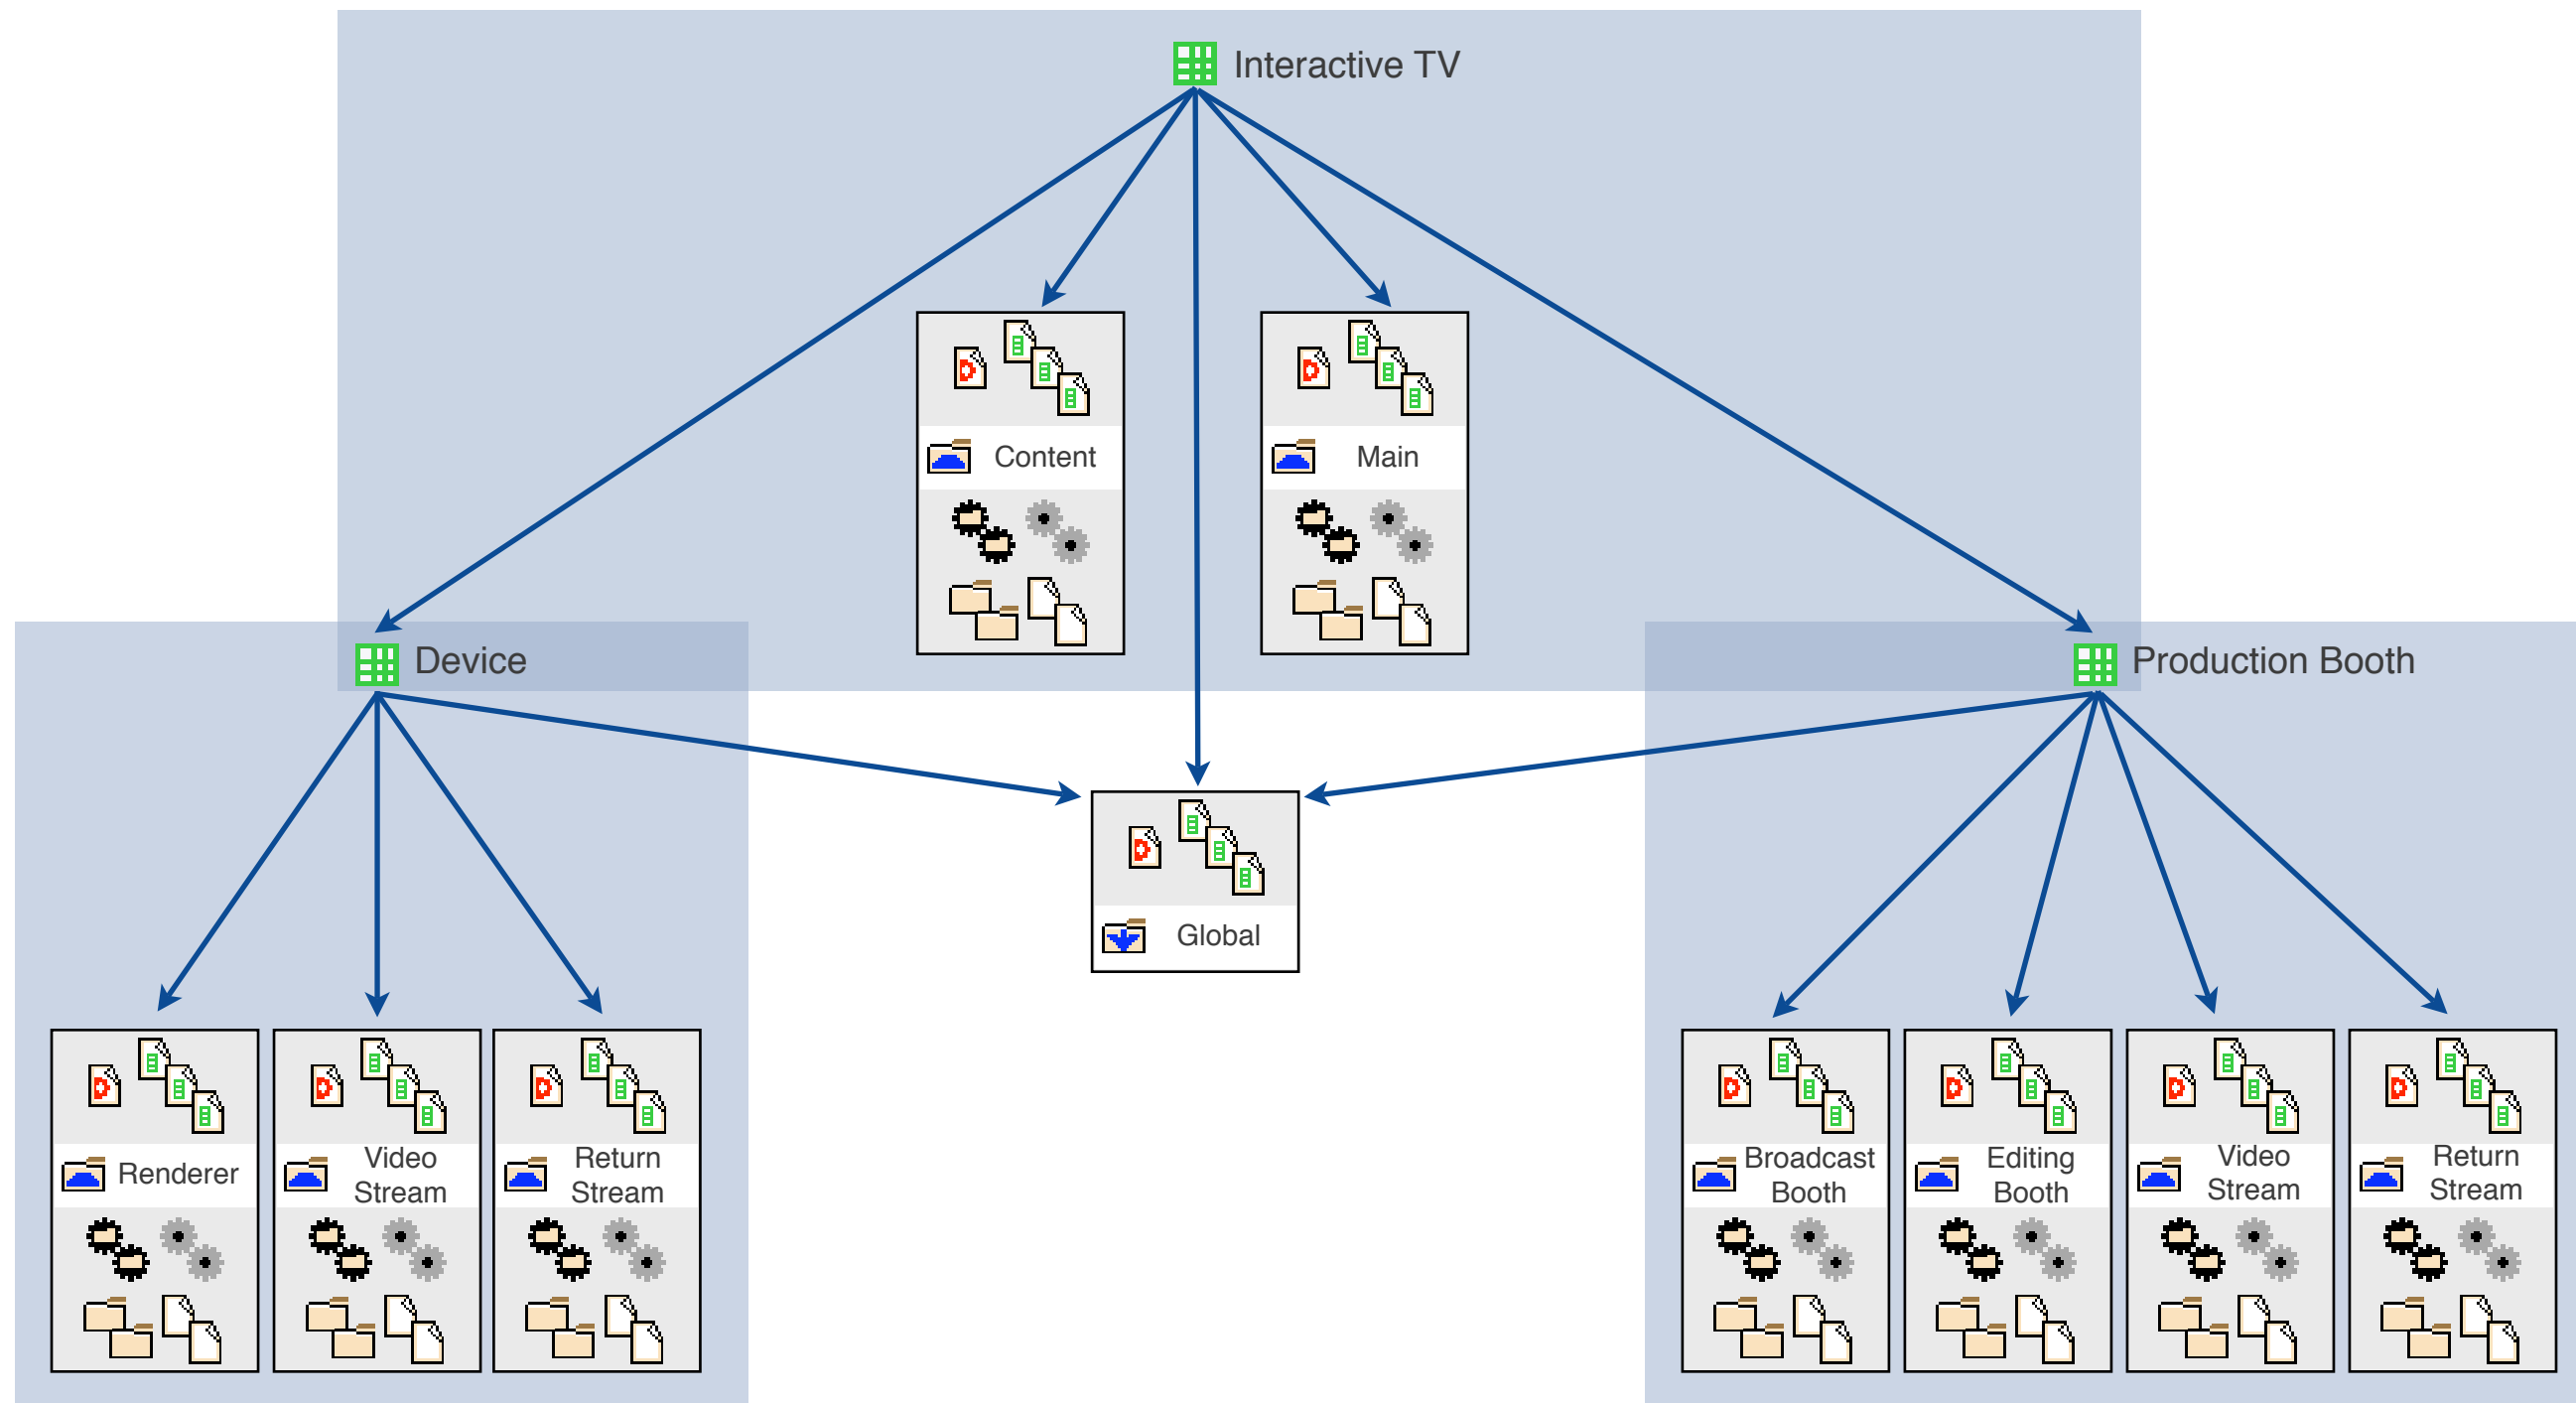 Interactive TV
Content
Main
Device
Production Booth
Global
Renderer
Video
Stream
Return
Stream
Broadcast
Booth
Editing
Booth
Video
Stream
Return
Stream